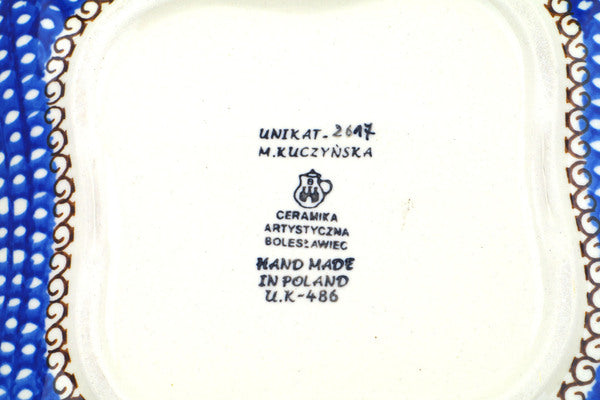 UNIKAT-2617
M.KUCZYŃSKA
CERAMIKA
ARTYSTYCZNA
BOLESŁAWIEC
HAND MADE
IN POLAND
U.K-486